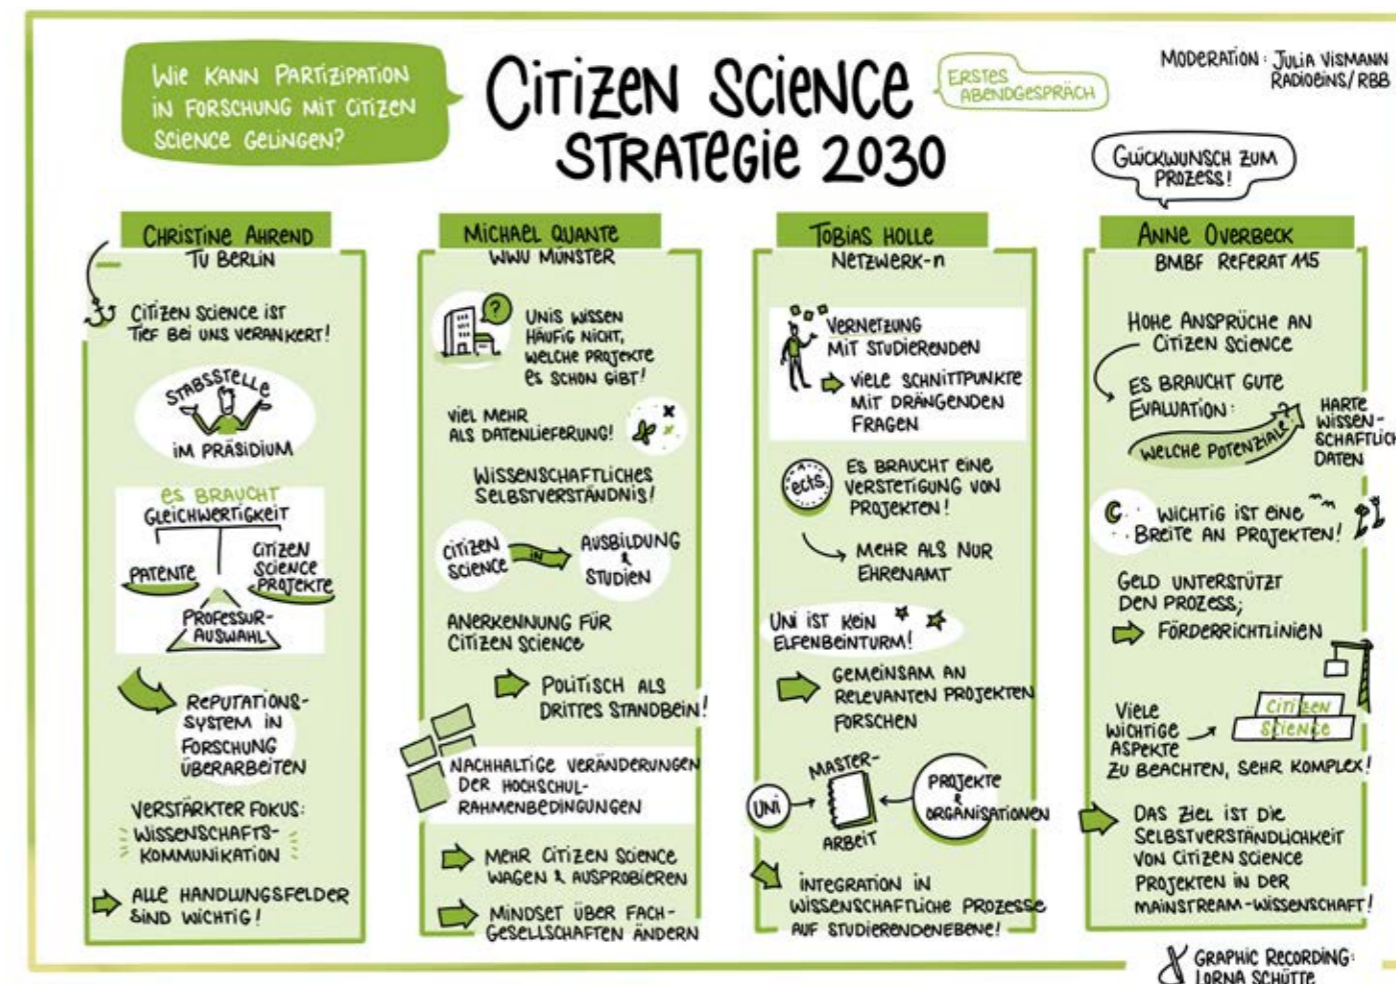 Wie kann Partizipation
in Forschung mit Citizen
Science gelingen?
Citizen Science
Strategie 2030
Erstes
Abendgespräch
Moderation: Julia Vismann
Radioeins/RBB
Glückwunsch zum
Prozess!
Christine Ahrend
TU Berlin
Citizen Science ist
tief bei uns verankert!
Stabsstelle
im Präsidium
Es braucht
Gleichwertigkeit
Patente
Citizen
Science
Projekte
Professur-
auswahl
Reputations-
system in
Forschung
überarbeiten
Verstärkter Fokus:
Wissenschafts-
kommunikation
Alle Handlungsfelder
sind wichtig!
Michael Quante
WWU Münster
?
Unis wissen
häufig nicht,
welche Projekte
es schon gibt!
Viel mehr
als Datenlieferung!
Wissenschaftliches
Selbstverständnis!
Citizen
Science
in
Ausbildung
&
Studien
Anerkennung für
Citizen Science
Politisch als
drittes Standbein!
Nachhaltige Veränderungen
der Hochschul-
rahmenbedingungen
Mehr Citizen Science
wagen & ausprobieren
Mindset über Fach-
gesellschaften ändern
Tobias Holle
Netzwerk-n
Vernetzung
mit Studierenden
Viele Schnittpunkte
mit drängenden
Fragen
ects
Es braucht eine
Verstetigung von
Projekten!
Mehr als nur
Ehrenamt
Uni ist kein
Elfenbeinturm!
Gemeinsam an
relevanten Projekten
forschen
Uni
Master-
arbeit
Projekte
&
Organisationen
Integration in
wissenschaftliche Prozesse
auf Studierendenebene!
Anne Overbeck
BMBF Referat 115
Hohe Ansprüche an
Citizen Science
Es braucht gute
Evaluation:
Welche Potenziale?
Harte
Wissen-
schaftlich
Daten
Wichtig ist eine
Breite an Projekten!
Geld unterstützt
den Prozess;
Förderrichtlinien
Citizen
Science
Viele
wichtige
Aspekte
zu beachten, sehr komplex!
Das Ziel ist die
Selbstverständlichkeit
von Citizen Science
Projekten in der
Mainstream-Wissenschaft!
Graphic Recording:
Lorna Schütte